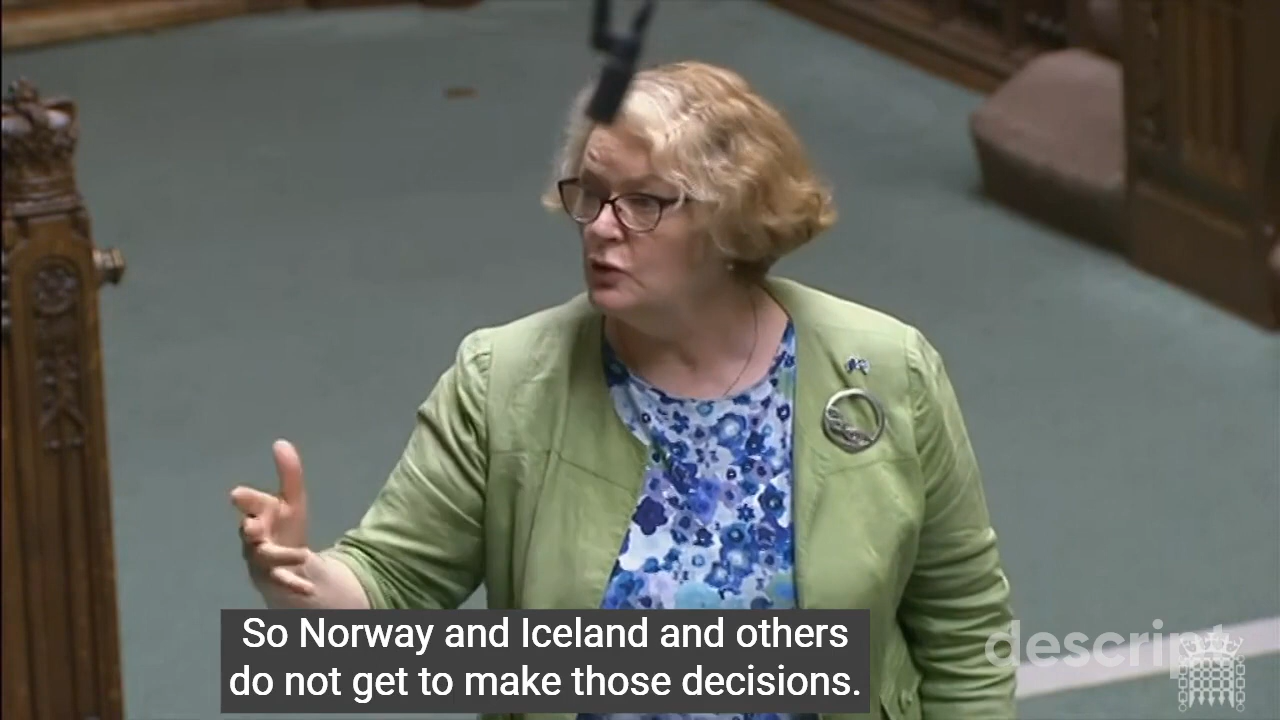 So Norway and Iceland and others
do not get to make those decisions.
descript